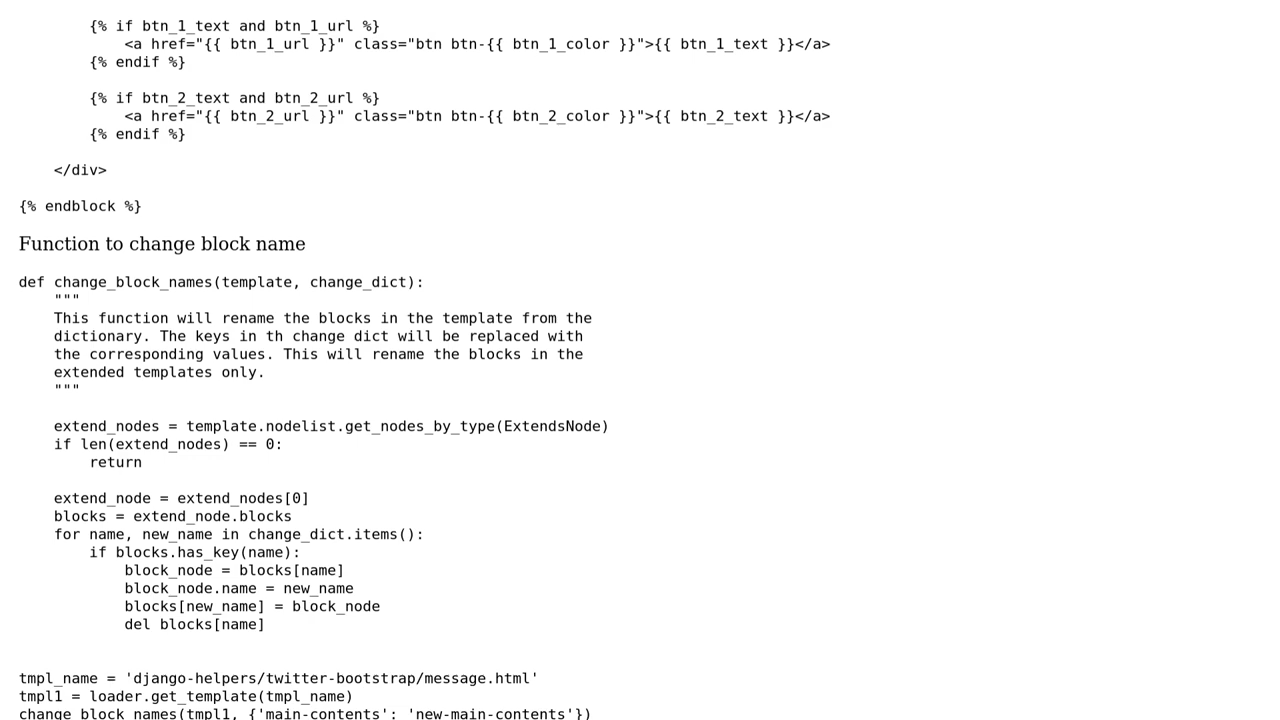 {% if btn_1_text and btn_1_url %}
<a href="{{ btn_1_url }}" class="btn btn-{{ btn_1_color }}">{{ btn_1_text }}</a>
{% endif %}
{% if btn_2_text and btn_2_url %}
<a href="{{ btn_2_url }}" class="btn btn-{{ btn_2_color }}">{{ btn_2_text }}</a>
{% endif %}
</div>
{% endblock %}
Function to change block name
def change_block_names(template, change_dict):
"""
This function will rename the blocks in the template from the
dictionary. The keys in th change dict will be replaced with
the corresponding values. This will rename the blocks in the
extended templates only.
"""
extend_nodes = template.nodelist.get_nodes_by_type(ExtendsNode)
if len(extend_nodes) == 0:
return
extend_node = extend_nodes[0]
blocks = extend_node.blocks
for name, new_name in change_dict.items():
if blocks.has_key(name):
block_node = blocks[name]
block_node.name = new_name
blocks[new_name] = block_node
del blocks[name]
tmpl_name = 'django-helpers/twitter-bootstrap/message.html'
tmpl1 = loader.get_template(tmpl_name)
change_block_names(tmpl1, {'main-contents': 'new-main-contents'})